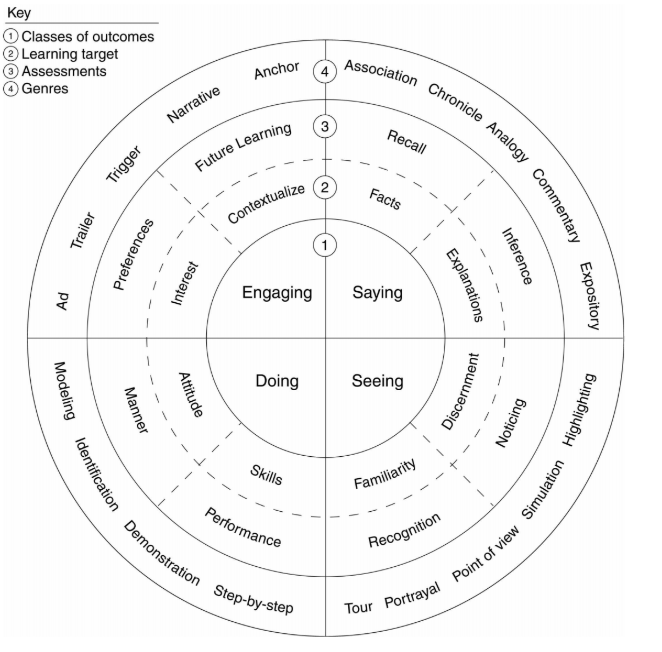 Key
1 Classes of outcomes
2 Learning target
3 Assessments
4 Genres
4
3
2
1
Engaging
Saying
Doing
Seeing
Contextualize
Facts
Explanations
Discernment
Familiarity
Skills
Attitude
Interest
Future Learning
Recall
Inference
Noticing
Recognition
Performance
Manner
Preferences
Association
Chronicle
Analogy
Commentary
Expository
Highlighting
Simulation
Point of view
Portrayal
Tour
Step-by-step
Demonstration
Identification
Modeling
Ad
Trailer
Trigger
Narrative
Anchor